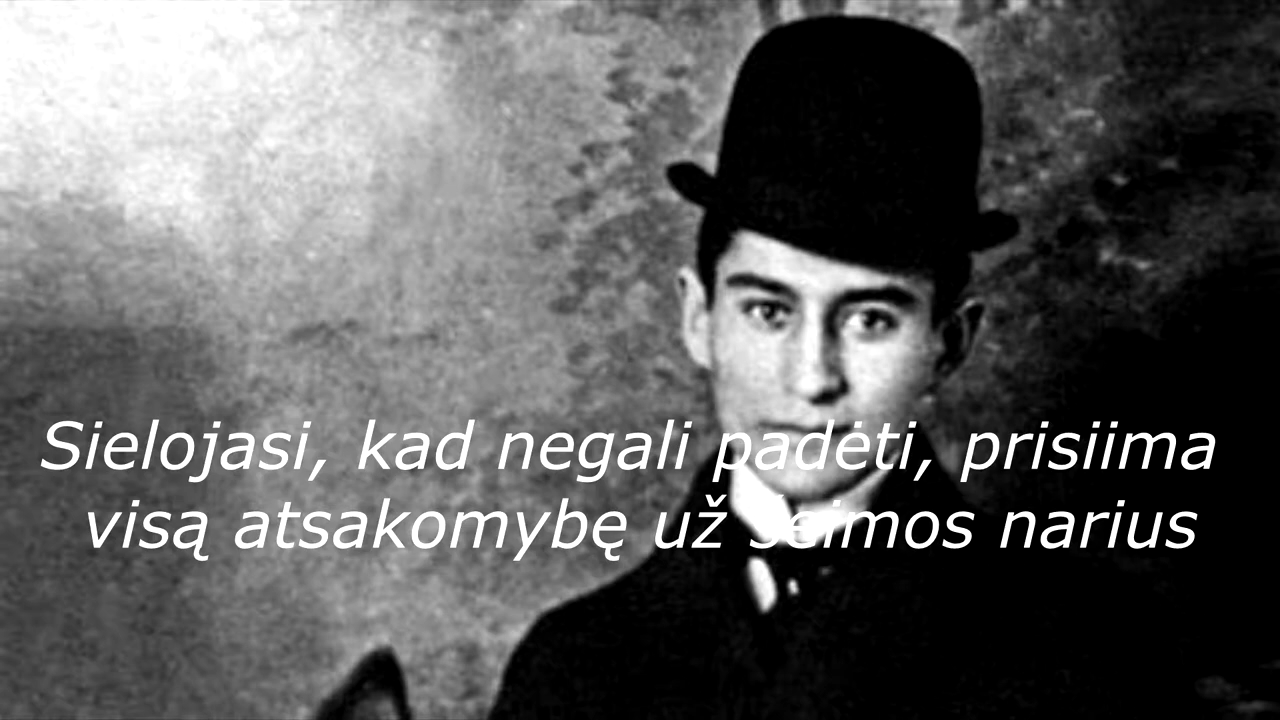 Sielojasi, kad negali padėti, prisiima
visą atsakomybę už šeimos narius